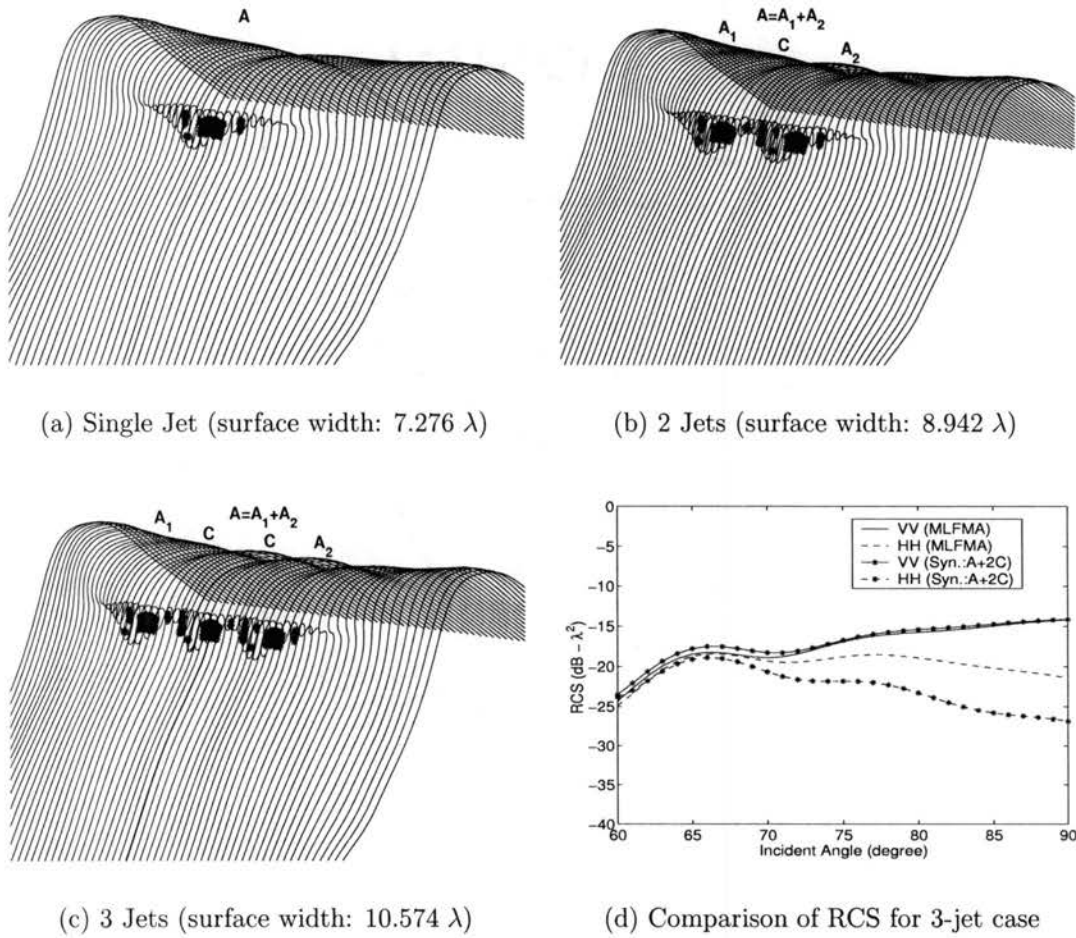 A
A=A₁+A₂
A₁
C
A₂
(a) Single Jet (surface width: 7.276 λ)
(b) 2 Jets (surface width: 8.942 λ)
A₁
C
A=A₁+A₂
C
A₂
0
−5
−10
−15
−20
−25
−30
−35
−40
RCS (dB − λ²)
60
65
70
75
80
85
90
Incident Angle (degree)
VV (MLFMA)
HH (MLFMA)
VV (Syn.:A+2C)
HH (Syn.:A+2C)
(c) 3 Jets (surface width: 10.574 λ)
(d) Comparison of RCS for 3-jet case